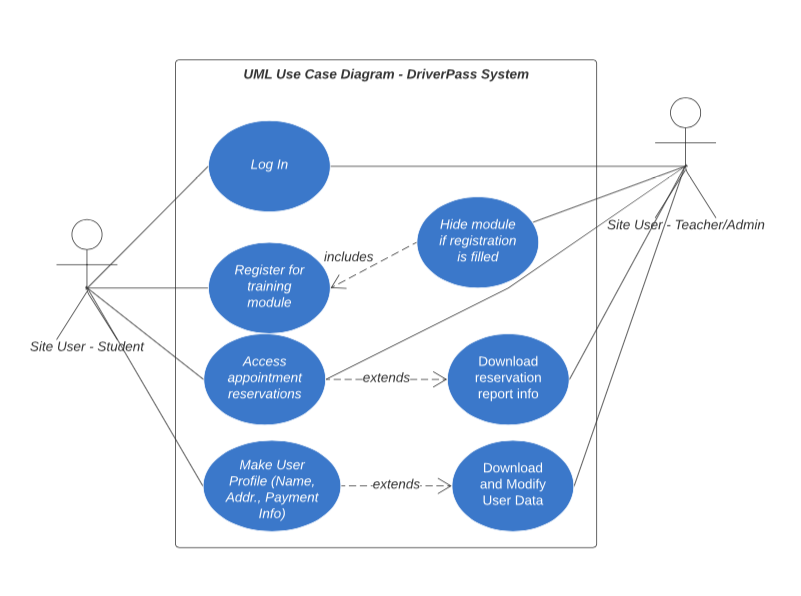 UML Use Case Diagram - DriverPass System
Log In
Hide module
if registration
is filled
Site User - Teacher/Admin
includes
Register for
training
module
Site User - Student
Access
appointment
reservations
extends
Download
reservation
report info
Make User
Profile (Name,
Addr., Payment
Info)
extends
Download
and Modify
User Data